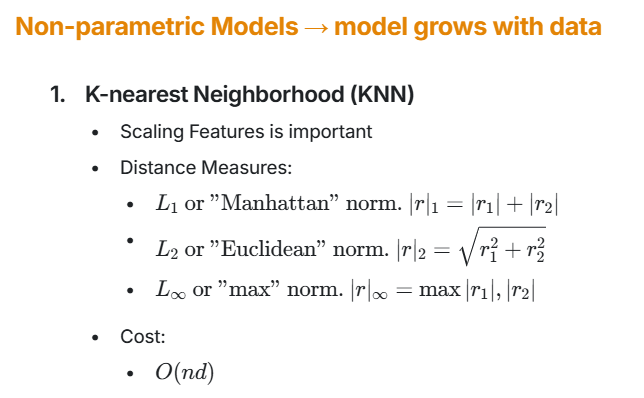 Non-parametric Models → model grows with data
1. K-nearest Neighborhood (KNN)
• Scaling Features is important
• Distance Measures:
• L₁ or ”Manhattan” norm. |r|₁ = |r₁| + |r₂|
• L₂ or ”Euclidean” norm. |r|₂ = √(r₁² + r₂²)
• L∞ or ”max” norm. |r|∞ = max |r₁|, |r₂|
• Cost:
• O(nd)